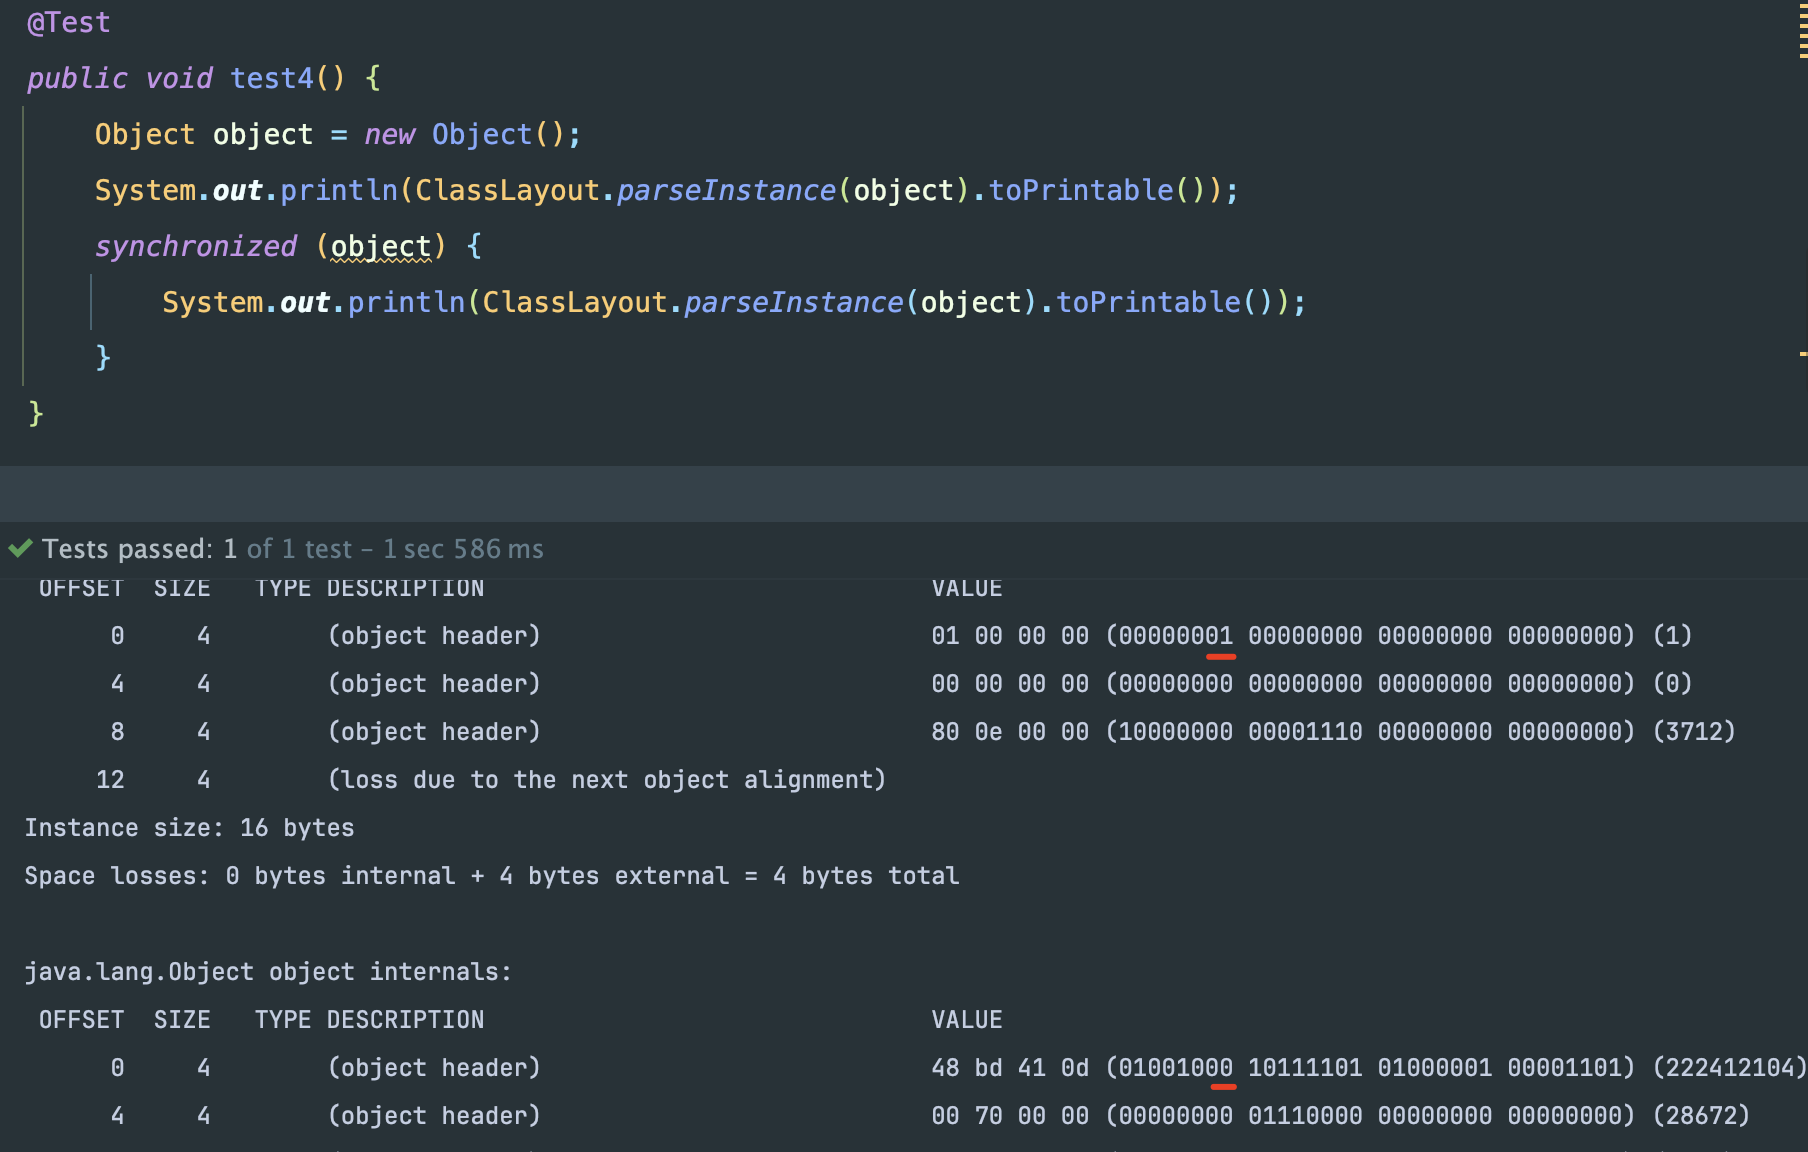 @Test
public void test4() {
Object object = new Object();
System.out.println(ClassLayout.parseInstance(object).toPrintable());
synchronized (object) {
System.out.println(ClassLayout.parseInstance(object).toPrintable());
}
}
Tests passed: 1 of 1 test – 1 sec 586 ms
OFFSET SIZE TYPE DESCRIPTION VALUE
0 4 (object header) 01 00 00 00 (00000001 00000000 00000000 00000000) (1)
4 4 (object header) 00 00 00 00 (00000000 00000000 00000000 00000000) (0)
8 4 (object header) 80 0e 00 00 (10000000 00001110 00000000 00000000) (3712)
12 4 (loss due to the next object alignment)
Instance size: 16 bytes
Space losses: 0 bytes internal + 4 bytes external = 4 bytes total
java.lang.Object object internals:
OFFSET SIZE TYPE DESCRIPTION VALUE
0 4 (object header) 48 bd 41 0d (01001000 10111101 01000001 00001101) (222412104)
4 4 (object header) 00 70 00 00 (00000000 01110000 00000000 00000000) (28672)